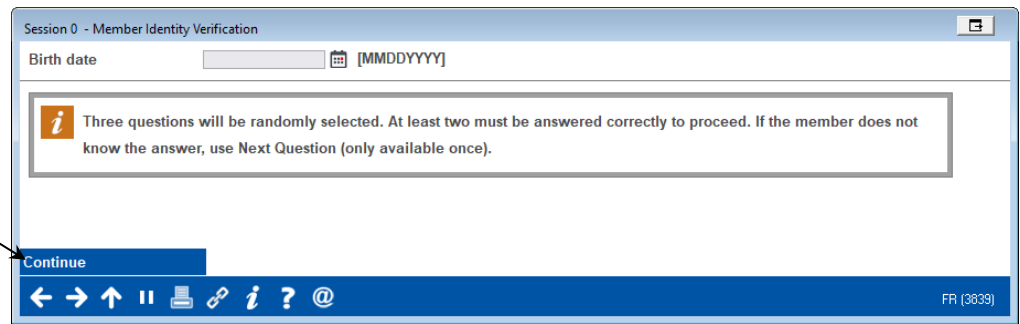 Session 0 - Member Identity Verification
Birth date [MMDDYYYY]
i Three questions will be randomly selected. At least two must be answered correctly to proceed. If the member does not
know the answer, use Next Question (only available once).
Continue
i ? @ FR (3839)